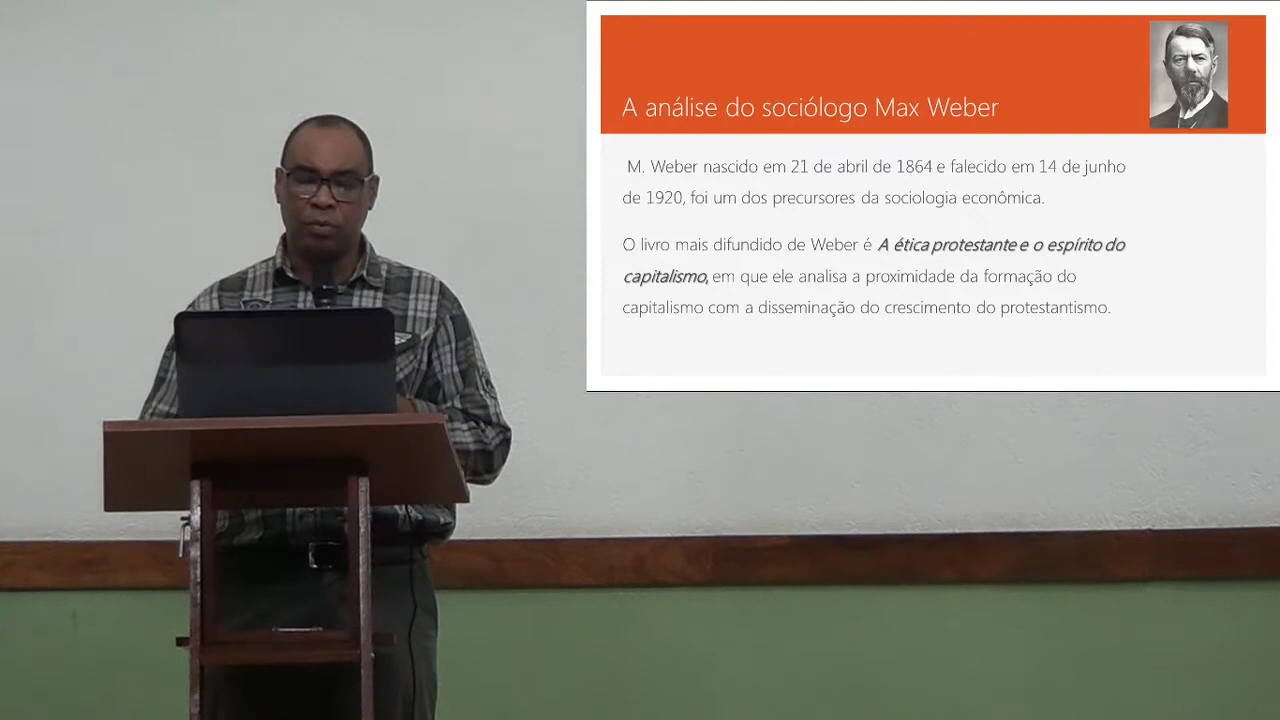 A análise do sociólogo Max Weber
M. Weber nascido em 21 de abril de 1864 e falecido em 14 de junho
de 1920, foi um dos precursores da sociologia econômica.
O livro mais difundido de Weber é A ética protestante e o espírito do
capitalismo, em que ele analisa a proximidade da formação do
capitalismo com a disseminação do crescimento do protestantismo.